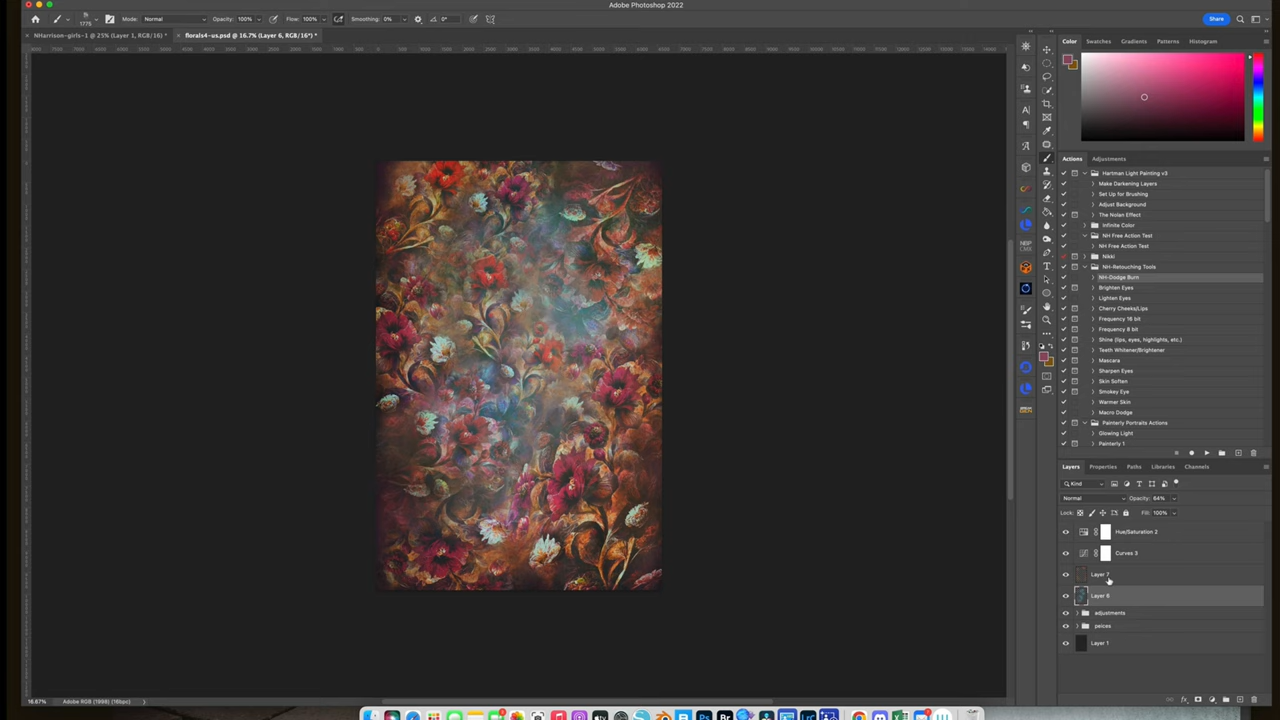 Adobe Photoshop 2022
1775
Mode: Normal
Opacity: 100%
Flow: 100%
Smoothing: 0%
0°
Share
NHarrison-girls-1 @ 25% (Layer 1, RGB/16) *
florals4-us.psd @ 16.7% (Layer 6, RGB/16*) *
Color
Swatches
Gradients
Patterns
Histogram
Actions
Adjustments
Hartman Light Painting v3
Make Darkening Layers
Set Up for Brushing
Adjust Background
The Nolan Effect
Infinite Color
NH Free Action Test
NH Free Action Test
Nikki
NH-Retouching Tools
NH-Dodge Burn
Brighten Eyes
Lighten Eyes
Cherry Cheeks/Lips
Frequency 16 bit
Frequency 8 bit
Shine (lips, eyes, highlights, etc.)
Teeth Whitener/Brightener
Mascara
Sharpen Eyes
Skin Soften
Smokey Eye
Warmer Skin
Macro Dodge
Painterly Portraits Actions
Glowing Light
Painterly 1
Layers
Properties
Paths
Libraries
Channels
Kind
Normal
Opacity: 64%
Lock:
Fill: 100%
Hue/Saturation 2
Curves 3
Layer 7
Layer 6
adjustments
peices
Layer 1
16.67%
Adobe RGB (1998) (16bpc)